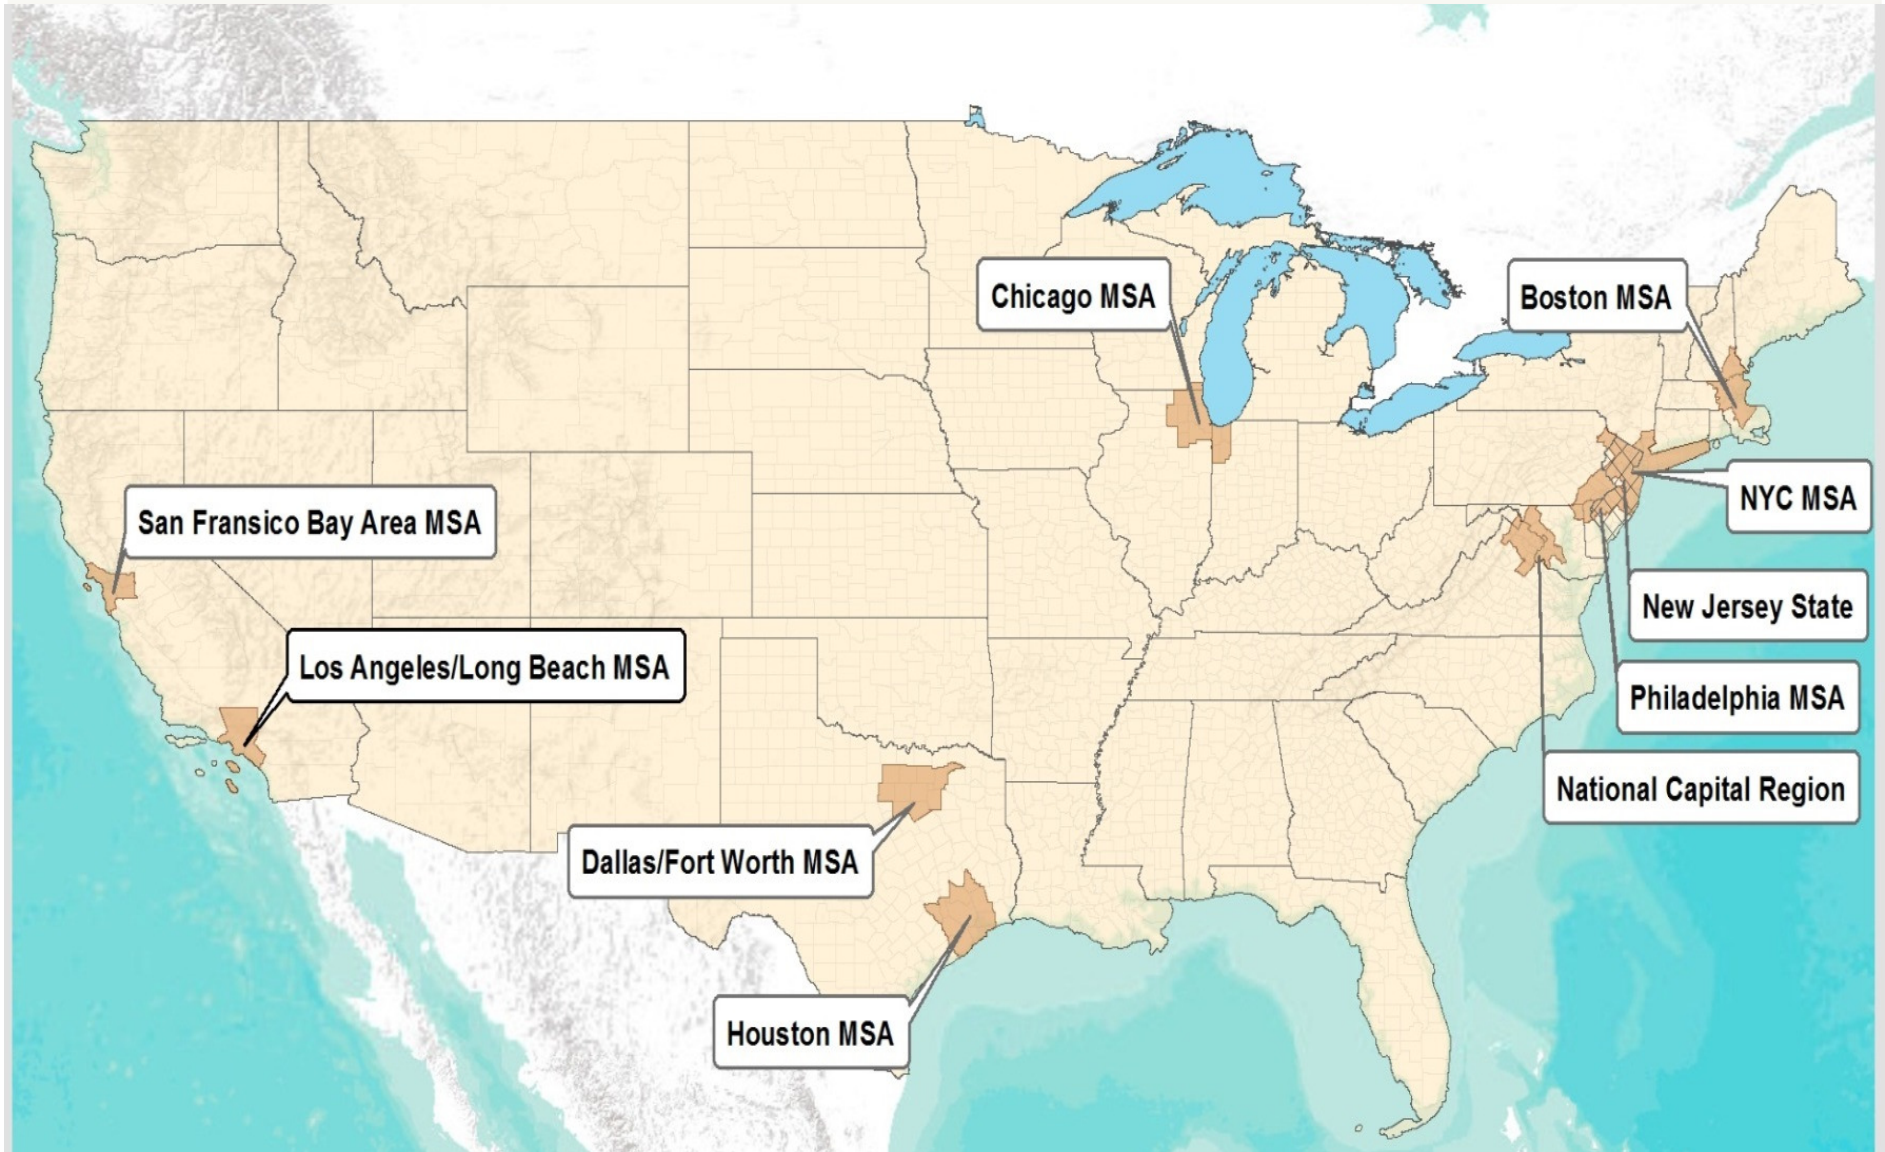 Chicago MSA
Boston MSA
San Fransico Bay Area MSA
NYC MSA
New Jersey State
Los Angeles/Long Beach MSA
Philadelphia MSA
National Capital Region
Dallas/Fort Worth MSA
Houston MSA